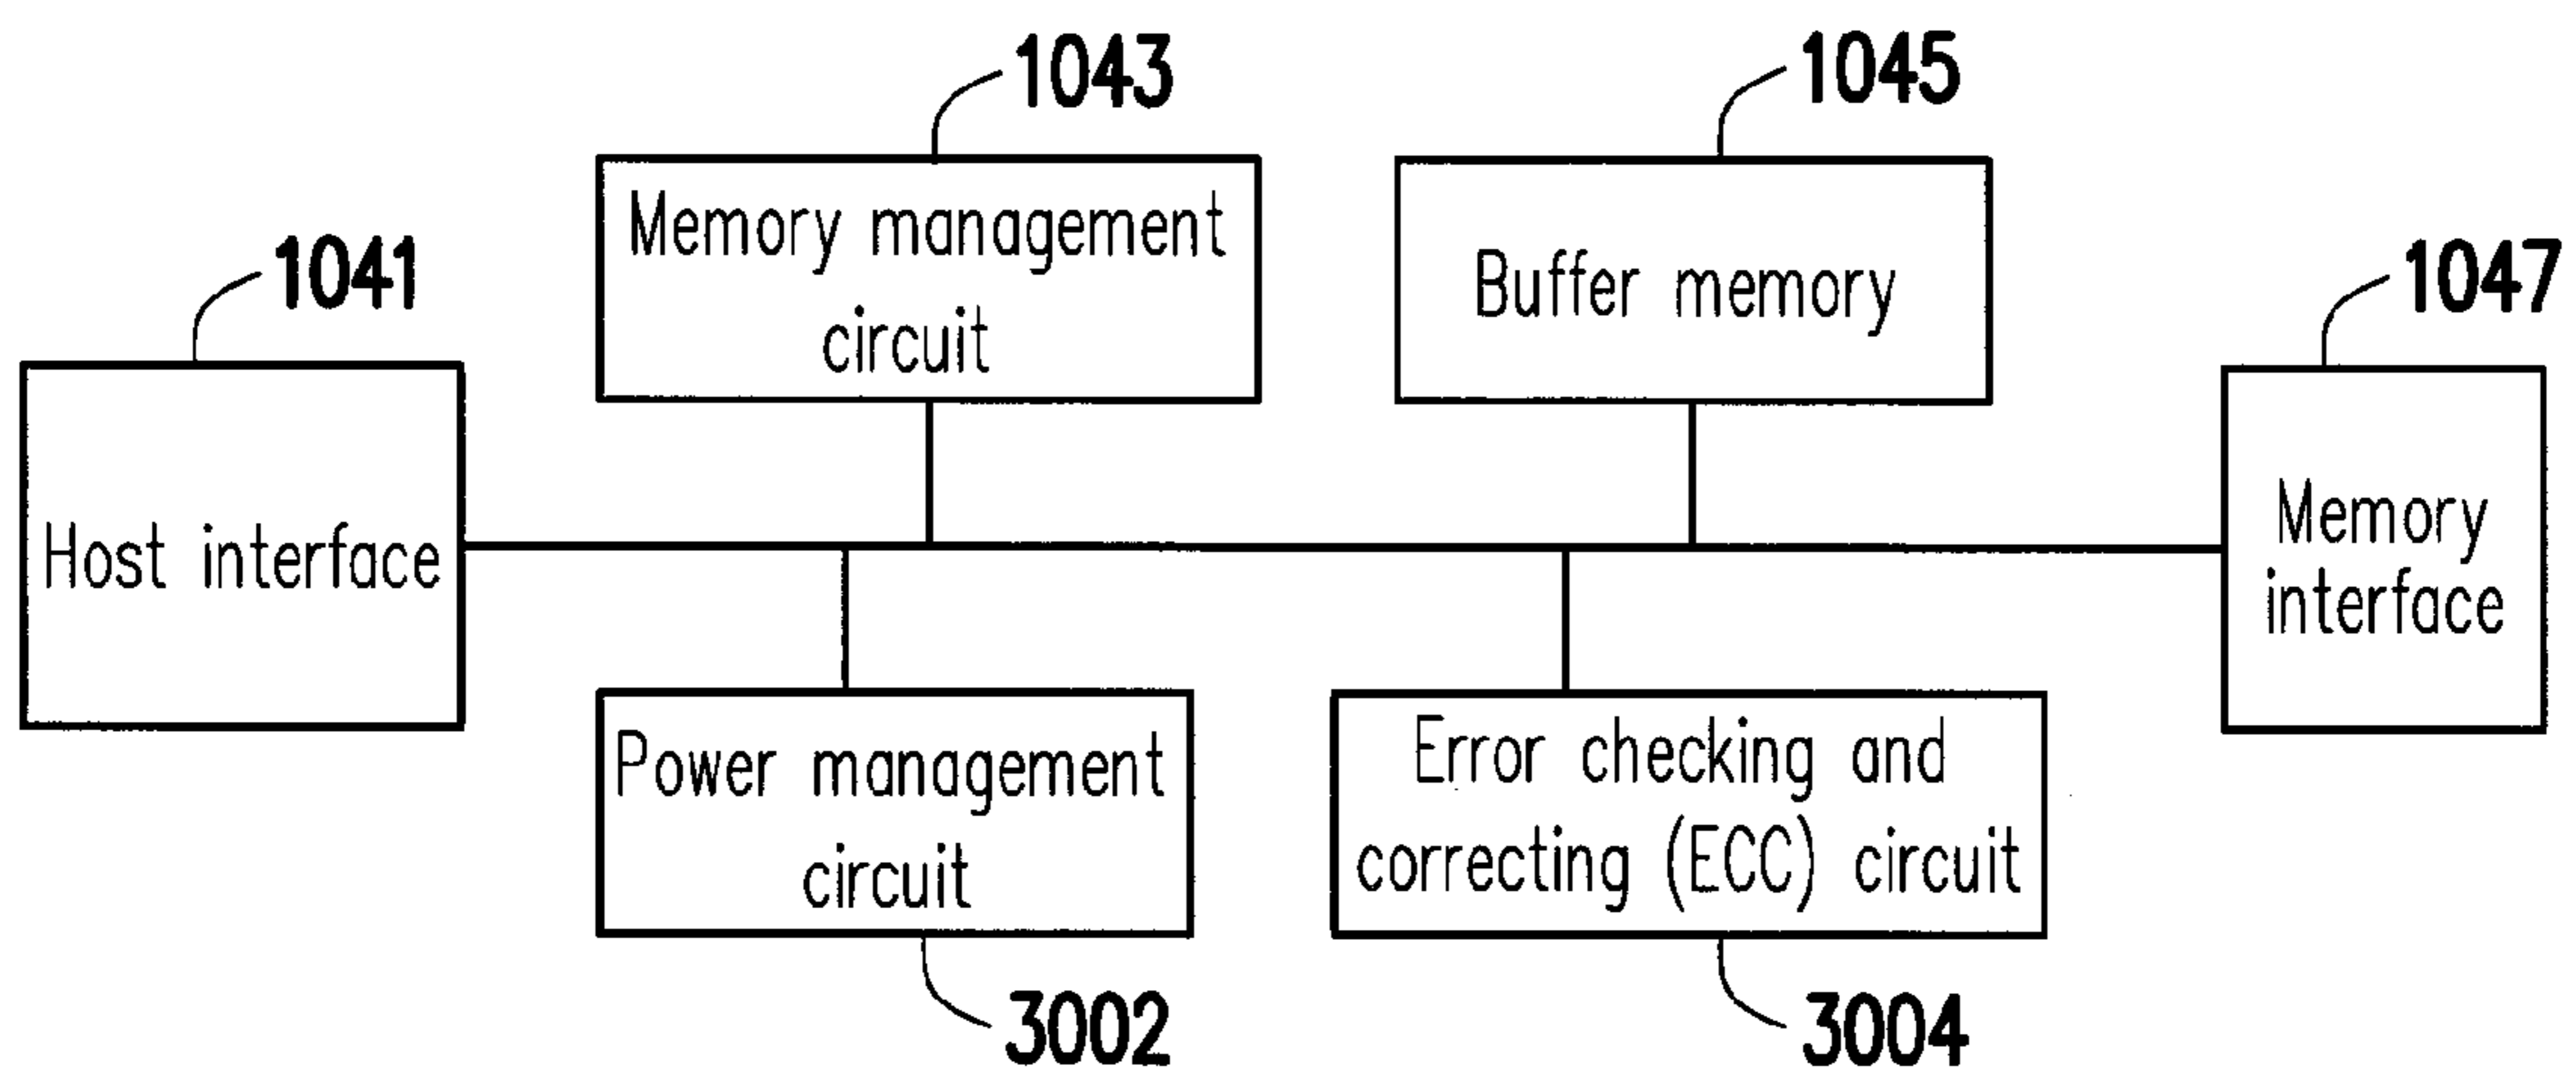 1041
Host interface
1043
Memory management
circuit
1045
Buffer memory
1047
Memory
interface
Power management
circuit
3002
Error checking and
correcting (ECC) circuit
3004